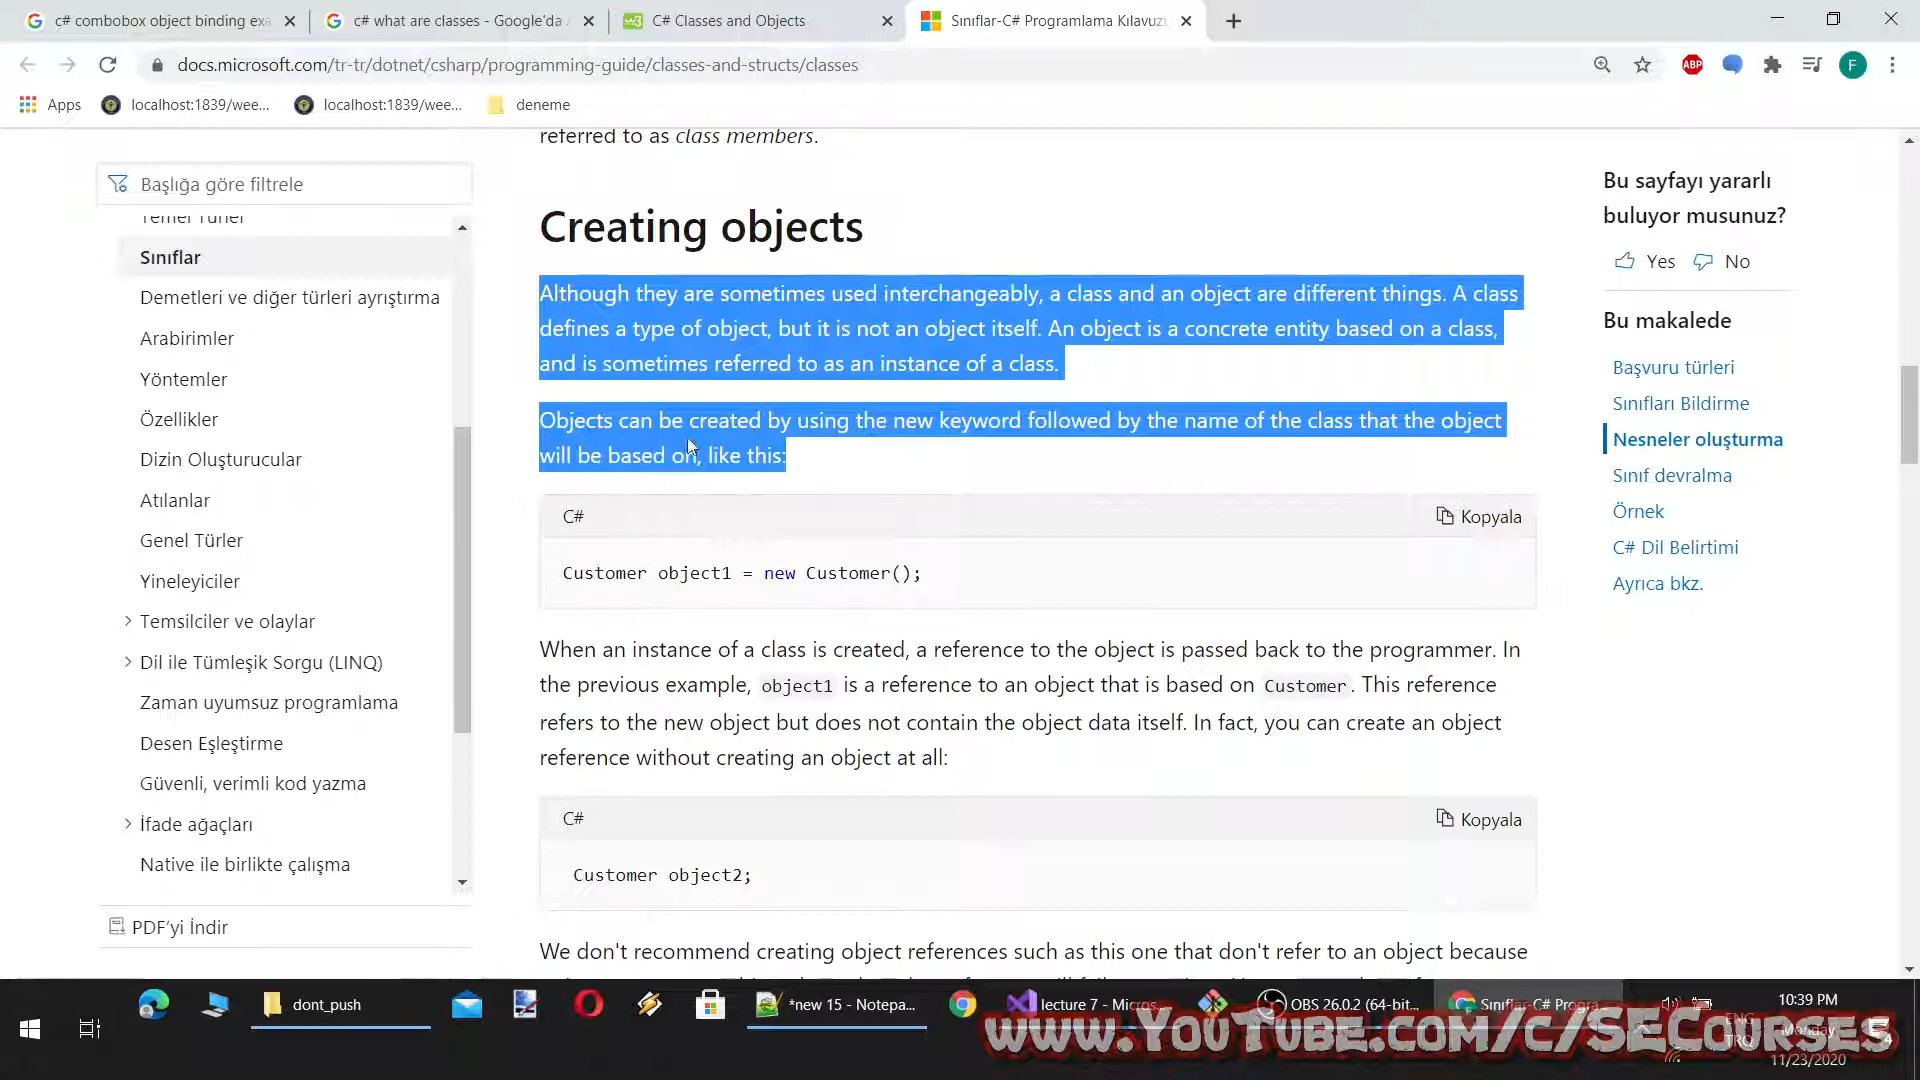 c# combobox object binding exa
c# what are classes - Google'da
C# Classes and Objects
Sınıflar-C# Programlama Kılavuzu
docs.microsoft.com/tr-tr/dotnet/csharp/programming-guide/classes-and-structs/classes
ABP
F
Apps
localhost:1839/wee...
localhost:1839/wee...
deneme
Başlığa göre filtrele
Temel Türler
Sınıflar
Demetleri ve diğer türleri ayrıştırma
Arabirimler
Yöntemler
Özellikler
Dizin Oluşturucular
Atılanlar
Genel Türler
Yineleyiciler
Temsilciler ve olaylar
Dil ile Tümleşik Sorgu (LINQ)
Zaman uyumsuz programlama
Desen Eşleştirme
Güvenli, verimli kod yazma
İfade ağaçları
Native ile birlikte çalışma
PDF'yi İndir
referred to as class members.
Creating objects
Although they are sometimes used interchangeably, a class and an object are different things. A class
defines a type of object, but it is not an object itself. An object is a concrete entity based on a class,
and is sometimes referred to as an instance of a class.
Objects can be created by using the new keyword followed by the name of the class that the object
will be based on, like this:
C#
Kopyala
Customer object1 = new Customer();
When an instance of a class is created, a reference to the object is passed back to the programmer. In
the previous example, object1 is a reference to an object that is based on Customer. This reference
refers to the new object but does not contain the object data itself. In fact, you can create an object
reference without creating an object at all:
C#
Kopyala
Customer object2;
We don't recommend creating object references such as this one that don't refer to an object because
Bu sayfayı yararlı
buluyor musunuz?
Yes
No
Bu makalede
Başvuru türleri
Sınıfları Bildirme
Nesneler oluşturma
Sınıf devralma
Örnek
C# Dil Belirtimi
Ayrıca bkz.
dont_push
*new 15 - Notepa...
lecture 7 - Micros...
OBS 26.0.2 (64-bit...
Sınıflar-C# Progra...
10:39 PM
ENG
Monday
TRQ
11/23/2020
4
www.YouTube.com/c/SECourses